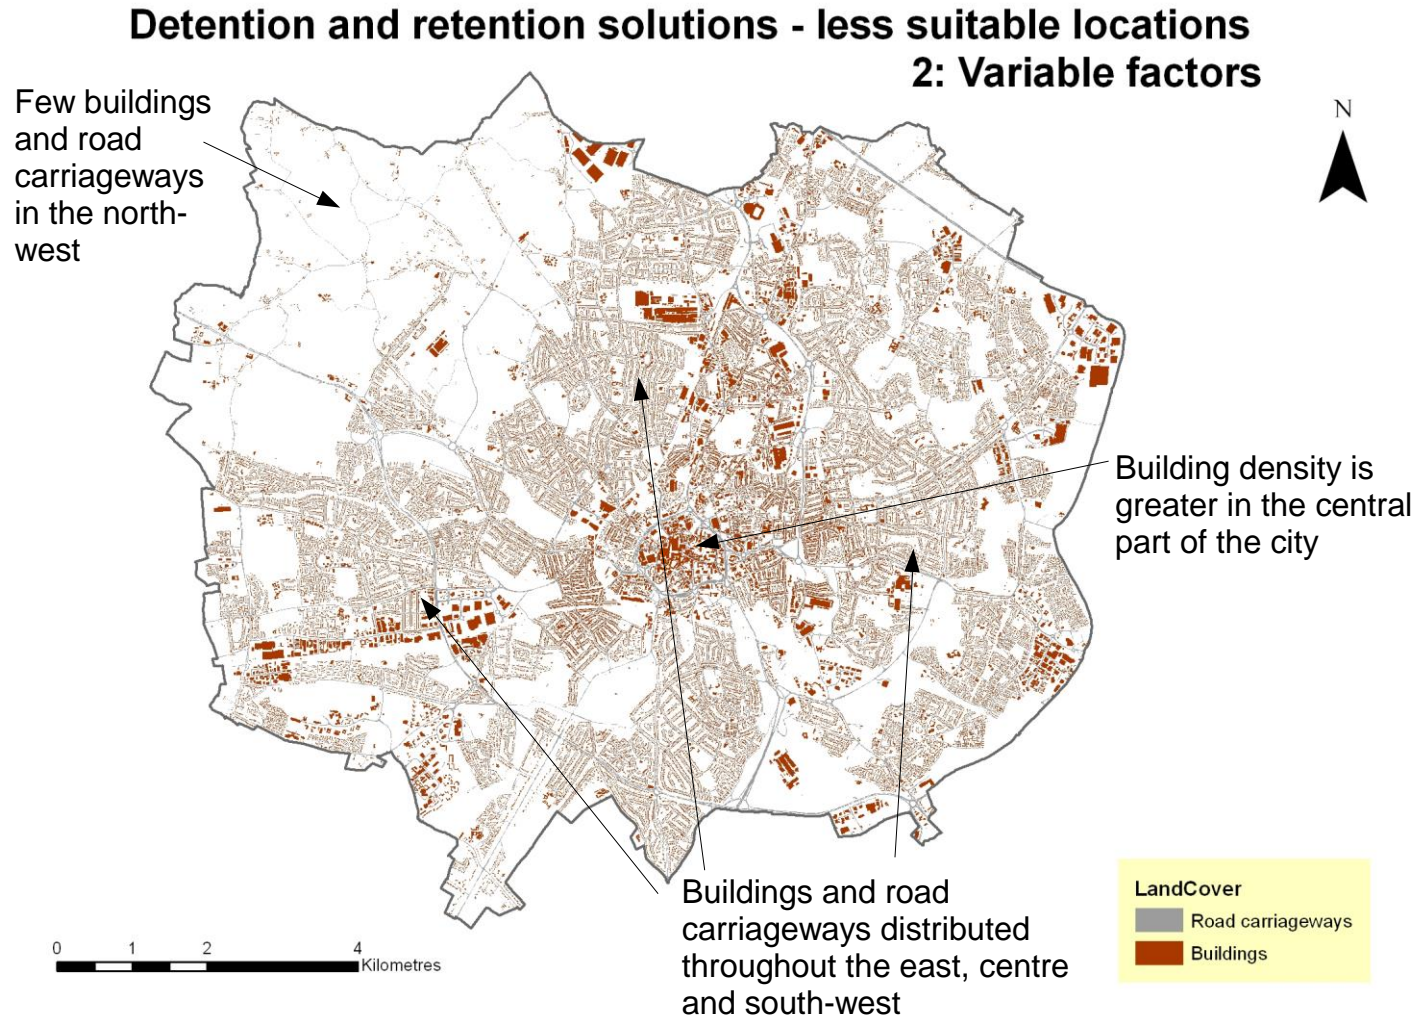 Detention and retention solutions - less suitable locations
2: Variable factors
Few buildings
and road
carriageways
in the north-
west
N
Building density is
greater in the central
part of the city
Buildings and road
carriageways distributed
throughout the east, centre
and south-west
LandCover
Road carriageways
Buildings
0 1 2 4
Kilometres